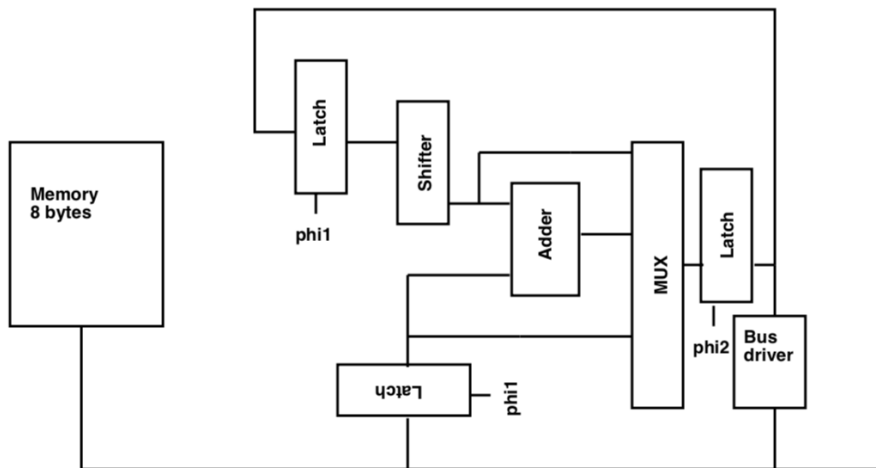 Memory
8 bytes
Latch
phi1
Shifter
Adder
MUX
Latch
phi2
Bus
driver
Latch
phi1